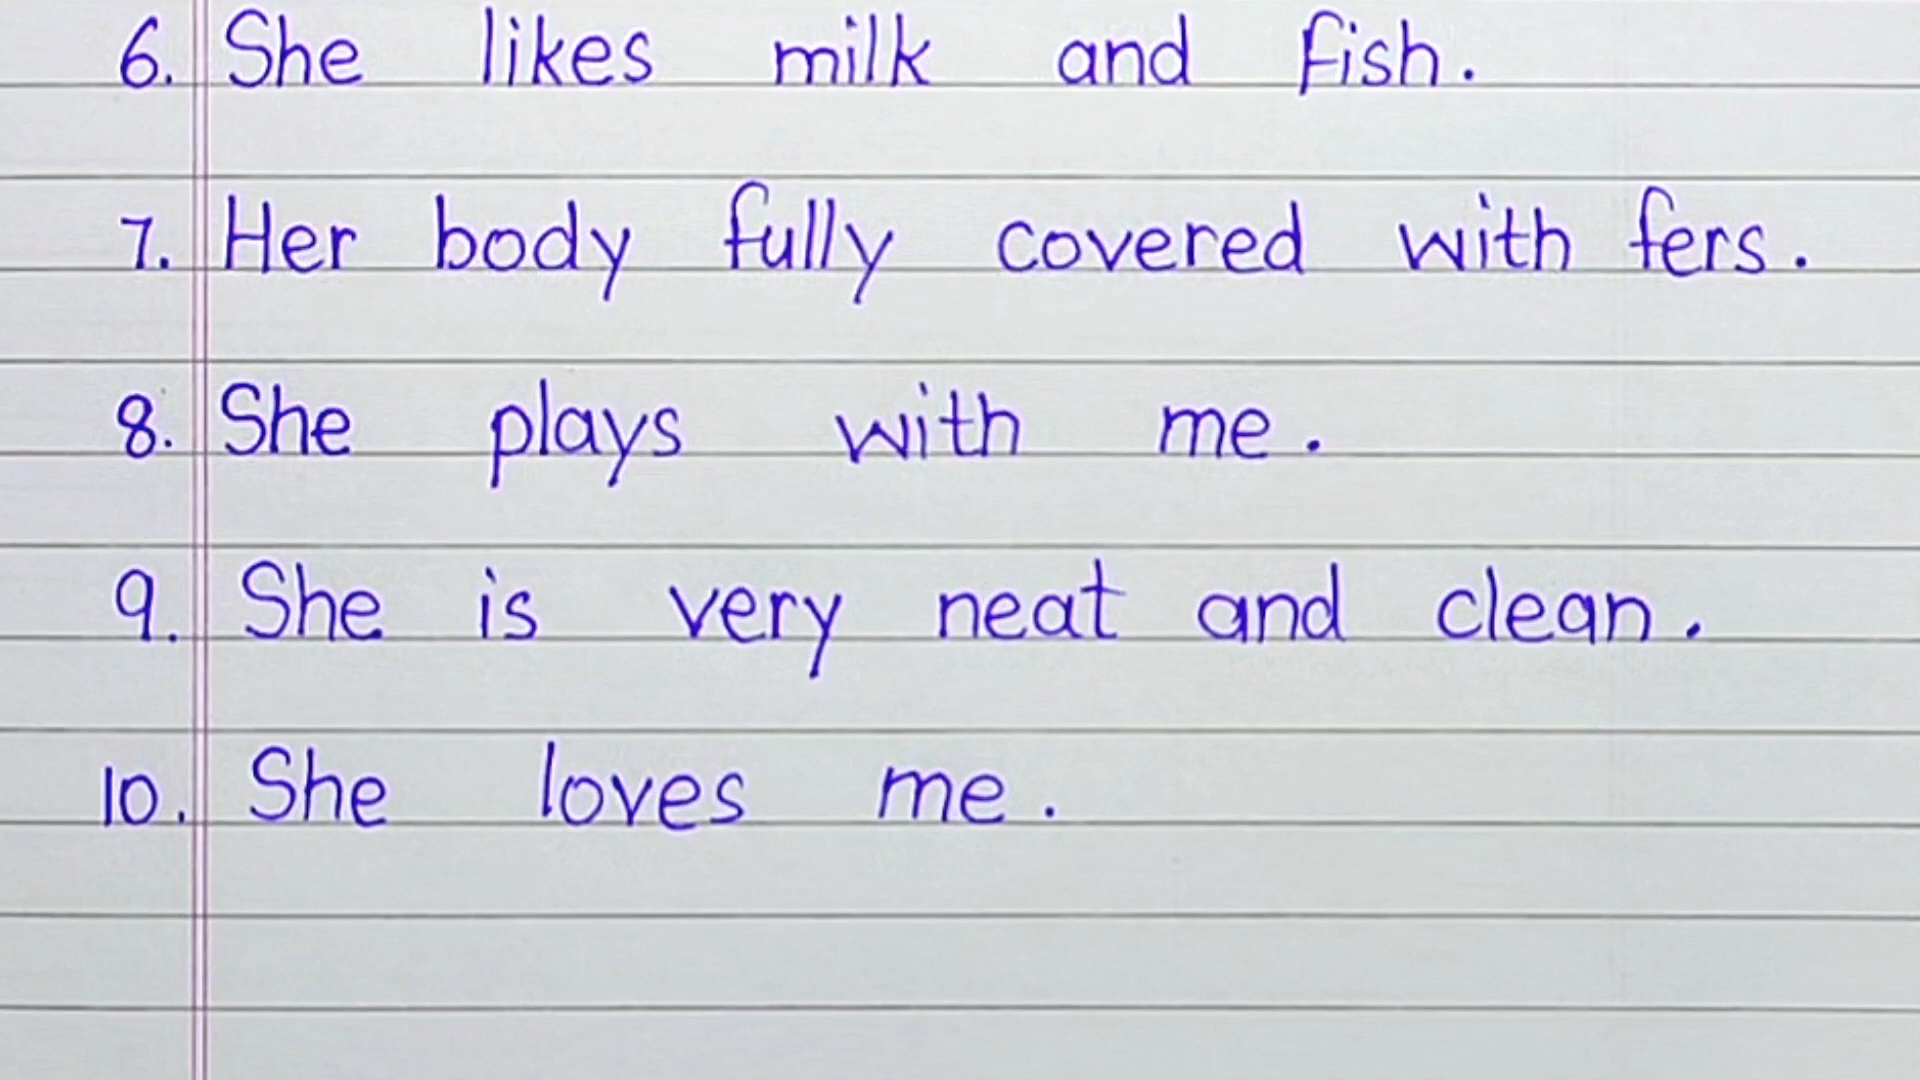 6. She likes milk and fish.
7. Her body fully covered with fers.
8. She plays with me.
9. She is very neat and clean.
10. She loves me.